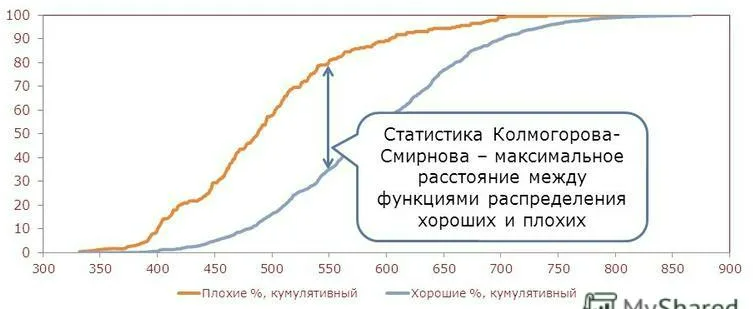 100
90
80
70
60
50
40
30
20
10
0
Статистика Колмогорова-
Смирнова – максимальное
расстояние между
функциями распределения
хороших и плохих
300 350 400 450 500 550 600 650 700 750 800 850 900
Плохие %, кумулятивный Хорошие %, кумулятивный
MyShared